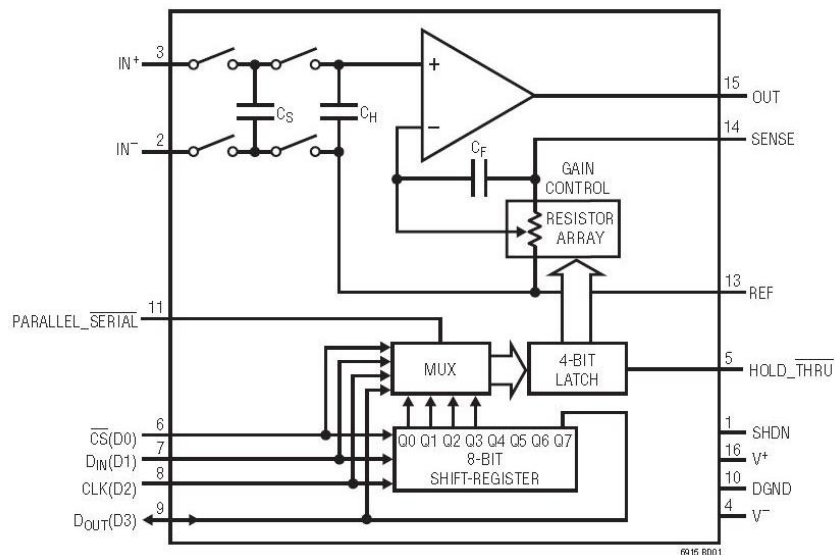 IN+
3
IN−
2
CS
CH
+
−
CF
15
OUT
14
SENSE
GAIN
CONTROL
RESISTOR
ARRAY
13
REF
11
PARALLEL_SERIAL
MUX
4-BIT
LATCH
5
HOLD_THRU
6
CS(D0)
7
DIN(D1)
8
CLK(D2)
9
DOUT(D3)
Q0 Q1 Q2 Q3 Q4 Q5 Q6 Q7
8-BIT
SHIFT-REGISTER
1
SHDN
16
V+
10
DGND
4
V−
6915 BD01